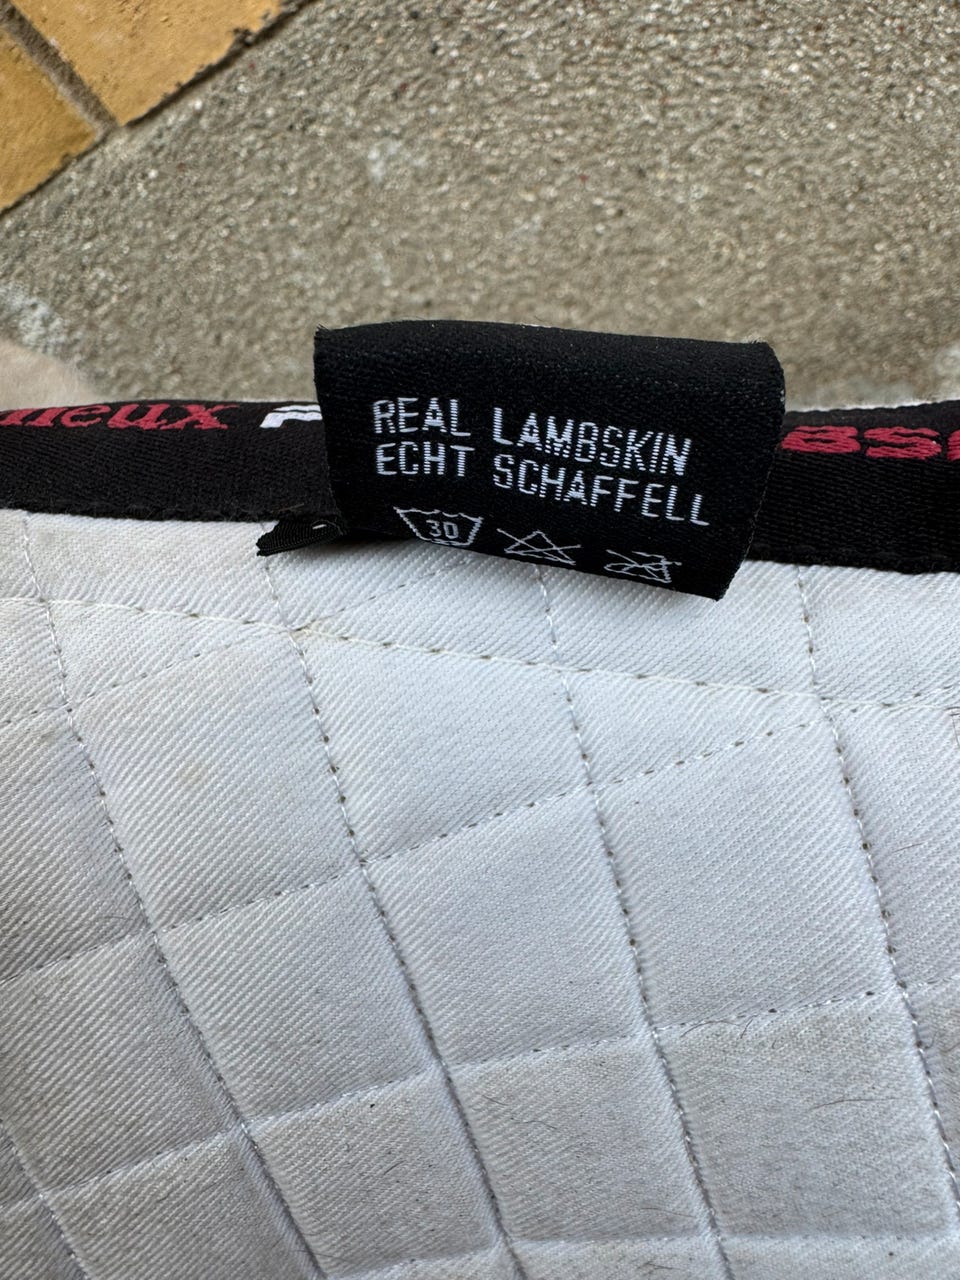 REAL LAMBSKIN
ECHT SCHAFFELL
30